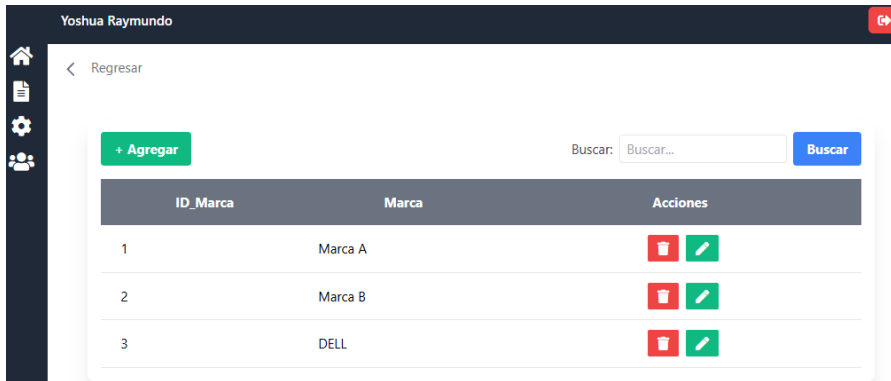 Yoshua Raymundo
Regresar
+ Agregar Buscar: Buscar... Buscar
ID_Marca Marca Acciones
1 Marca A
2 Marca B
3 DELL